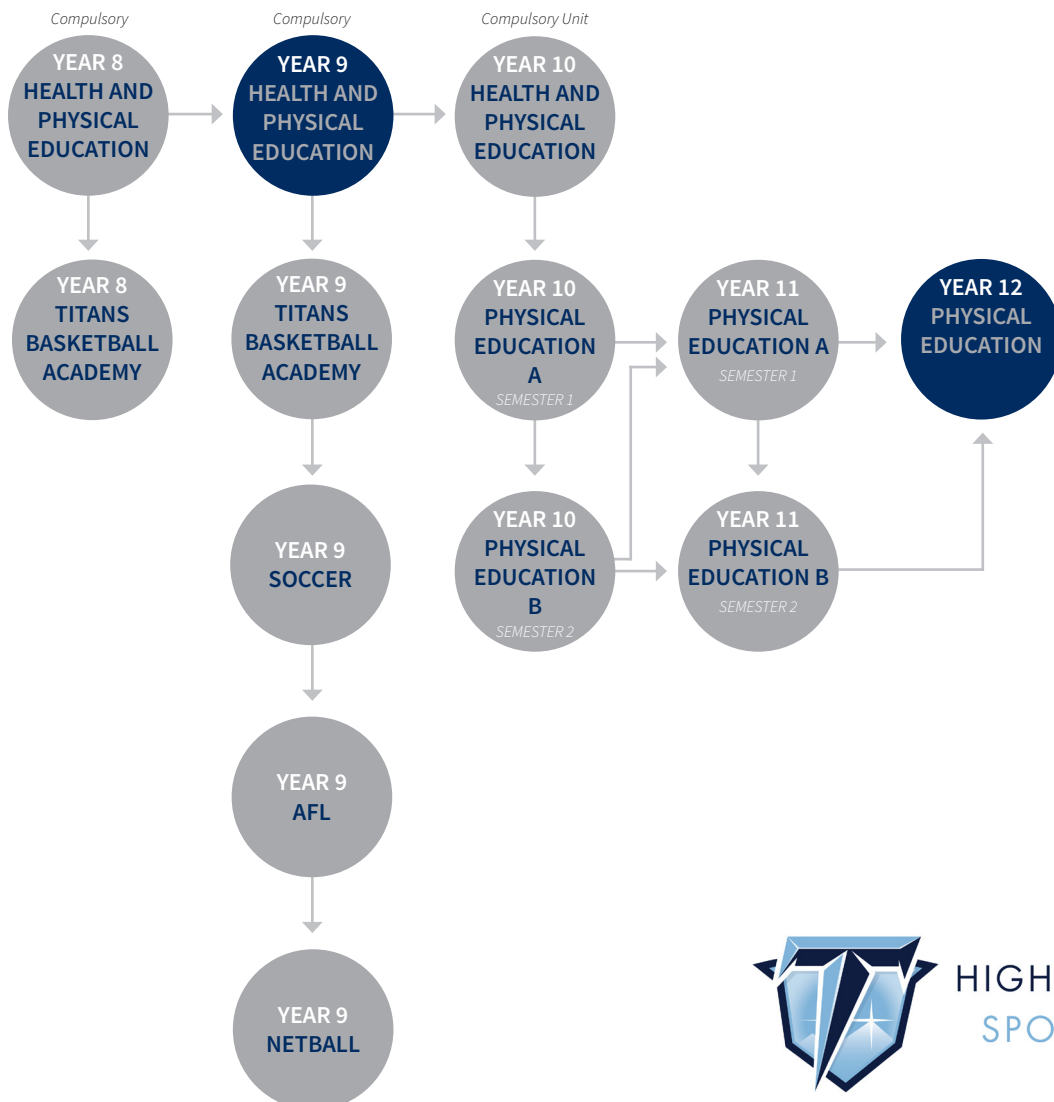 Compulsory
Compulsory
Compulsory Unit
YEAR 8
HEALTH AND
PHYSICAL
EDUCATION
YEAR 9
HEALTH AND
PHYSICAL
EDUCATION
YEAR 10
HEALTH AND
PHYSICAL
EDUCATION
YEAR 8
TITANS
BASKETBALL
ACADEMY
YEAR 9
TITANS
BASKETBALL
ACADEMY
YEAR 10
PHYSICAL
EDUCATION
A
SEMESTER 1
YEAR 11
PHYSICAL
EDUCATION A
SEMESTER 1
YEAR 12
PHYSICAL
EDUCATION
YEAR 9
SOCCER
YEAR 10
PHYSICAL
EDUCATION
B
SEMESTER 2
YEAR 11
PHYSICAL
EDUCATION B
SEMESTER 2
YEAR 9
AFL
YEAR 9
NETBALL
HIGH
SPO